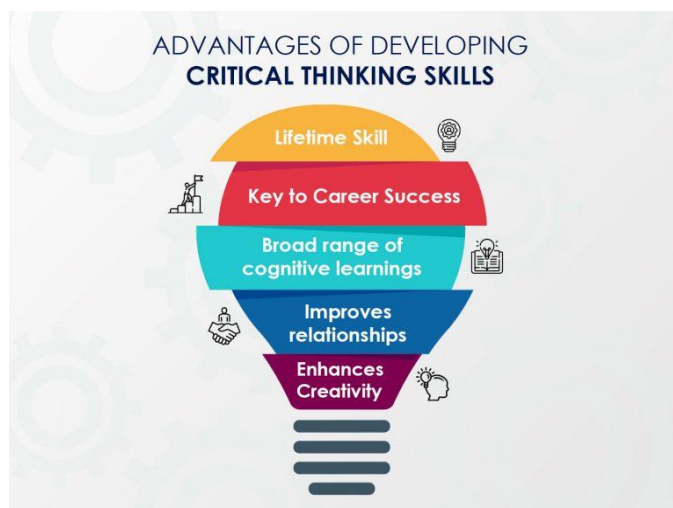 ADVANTAGES OF DEVELOPING
CRITICAL THINKING SKILLS
Lifetime Skill
Key to Career Success
Broad range of
cognitive learnings
Improves
relationships
Enhances
Creativity